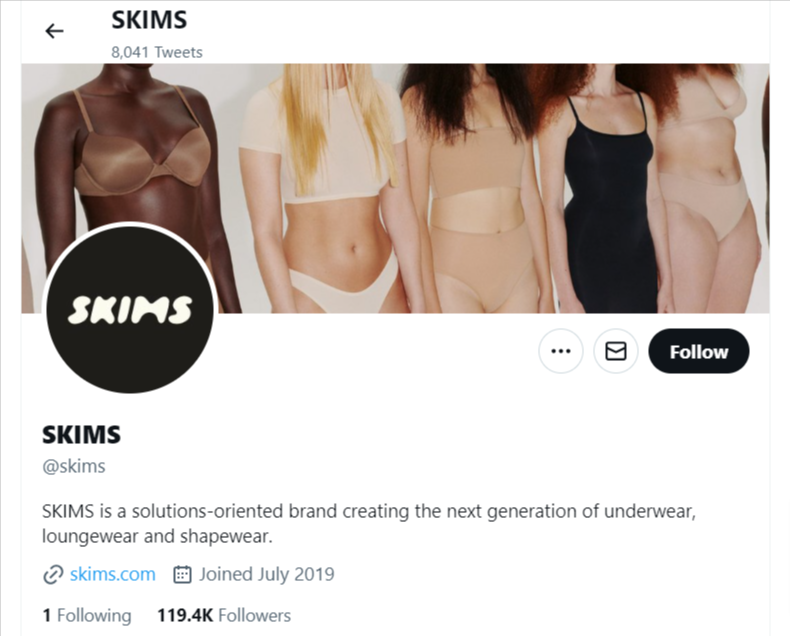 SKIMS
8,041 Tweets
SKIMS
Follow
SKIMS
@skims
SKIMS is a solutions-oriented brand creating the next generation of underwear,
loungewear and shapewear.
skims.com Joined July 2019
1 Following 119.4K Followers